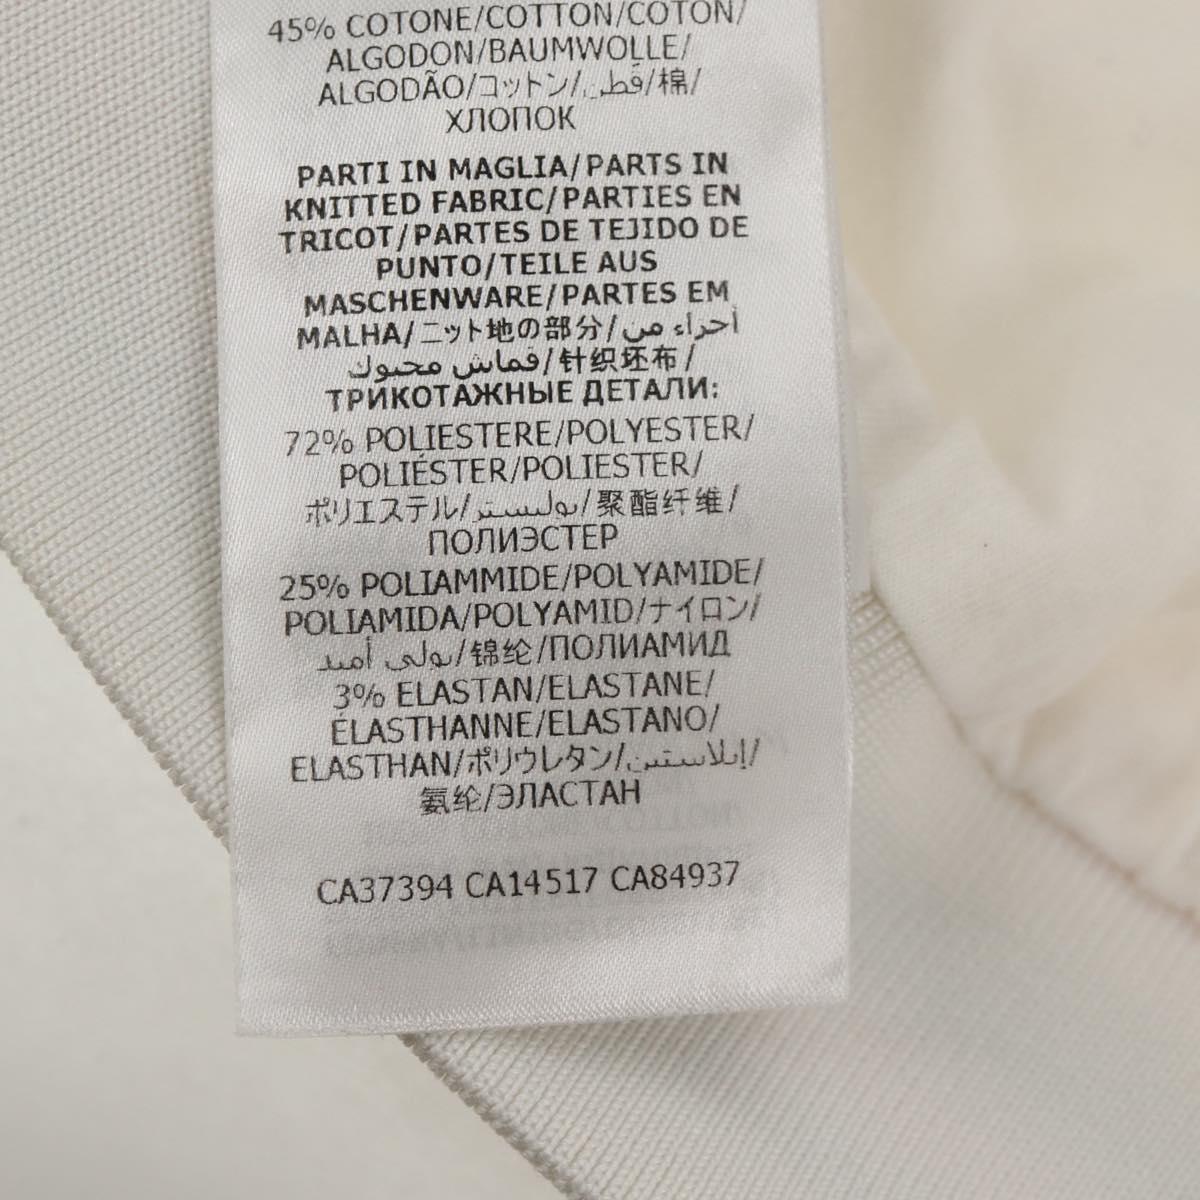 45% COTONE/COTTON/COTON/
ALGODON/BAUMWOLLE/
ALGODÃO/コットン/قطن/棉/
ХЛОПОК
PARTI IN MAGLIA/PARTS IN
KNITTED FABRIC/PARTIES EN
TRICOT/PARTES DE TEJIDO DE
PUNTO/TEILE AUS
MASCHENWARE/PARTES EM
MALHA/ニット地の部分/أجزاء من
قماش محبوك/针织坯布/
ТРИКОТАЖНЫЕ ДЕТАЛИ:
72% POLIESTERE/POLYESTER/
POLIÉSTER/POLIESTER/
ポリエステル/بوليستر/聚酯纤维/
ПОЛИЭСТЕР
25% POLIAMMIDE/POLYAMIDE/
POLIAMIDA/POLYAMID/ナイロン/
بولي أميد/锦纶/ПОЛИАМИД
3% ELASTAN/ELASTANE/
ÉLASTHANNE/ELASTANO/
ELASTHAN/ポリウレタン/إيلاستين/
氨纶/ЭЛАСТАН
CA37394 CA14517 CA84937